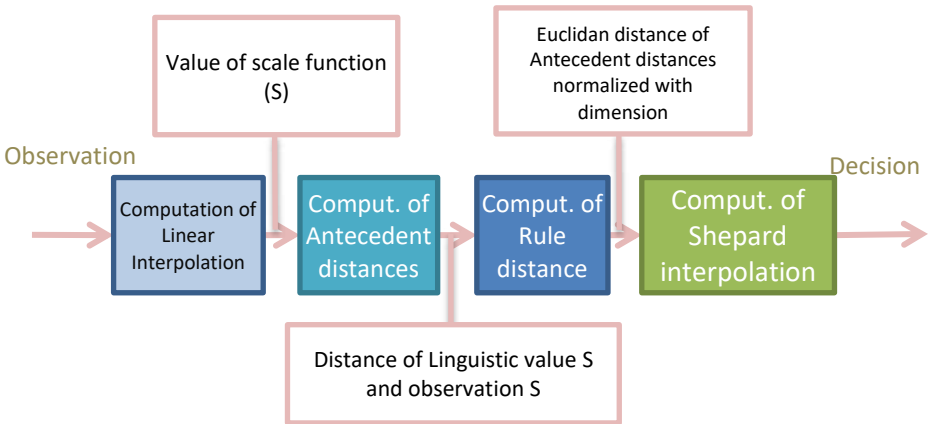 Value of scale function
(S)
Euclidan distance of
Antecedent distances
normalized with
dimension
Observation
Decision
Computation of
Linear
Interpolation
Comput. of
Antecedent
distances
Comput. of
Rule
distance
Comput. of
Shepard
interpolation
Distance of Linguistic value S
and observation S